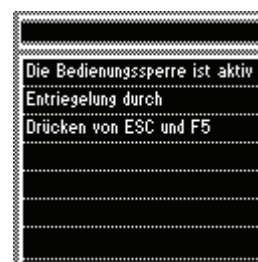 Die Bedienungssperre ist aktiv
Entriegelung durch
Drücken von ESC und F5